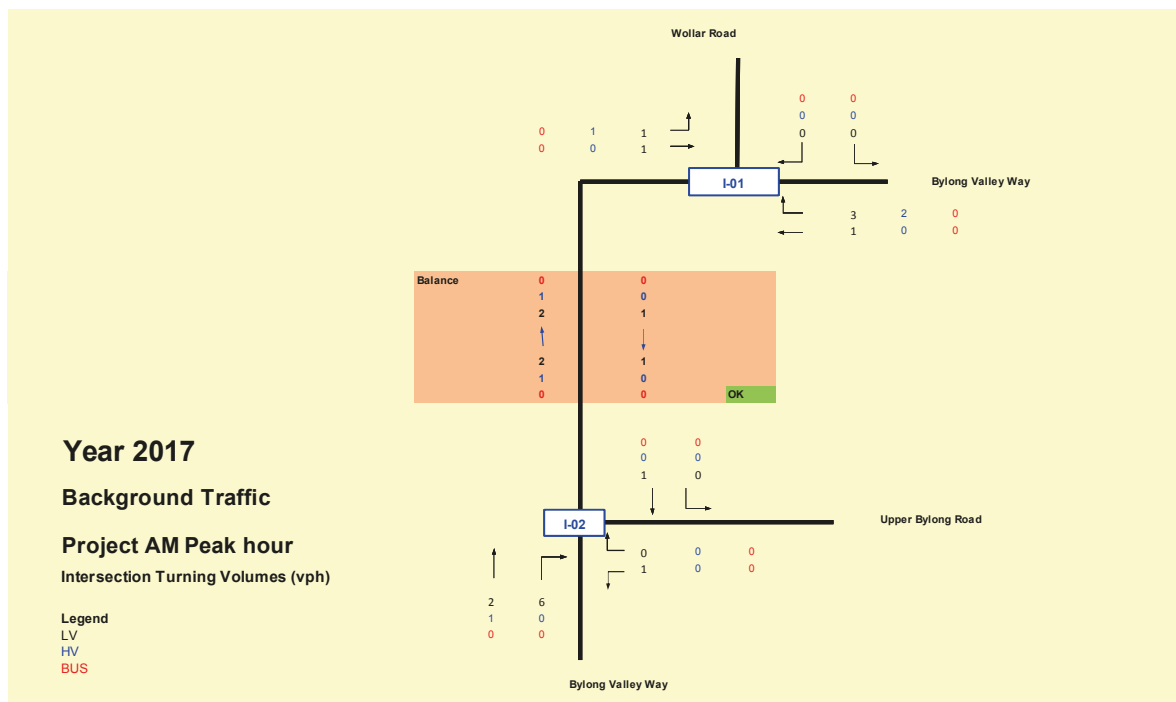 Wollar Road
0 0
0 0
0 1 1 0 0
0 0 1
I-01
Bylong Valley Way
3 2 0
1 0 0
Balance 0 0
1 0
2 1
2 1
1 0
0 0 OK
Year 2017
0 0
0 0
1 0
Background Traffic
I-02
Upper Bylong Road
Project AM Peak hour
0 0 0
1 0 0
Intersection Turning Volumes (vph)
2 6
Legend 1 0
LV 0 0
HV
BUS
Bylong Valley Way